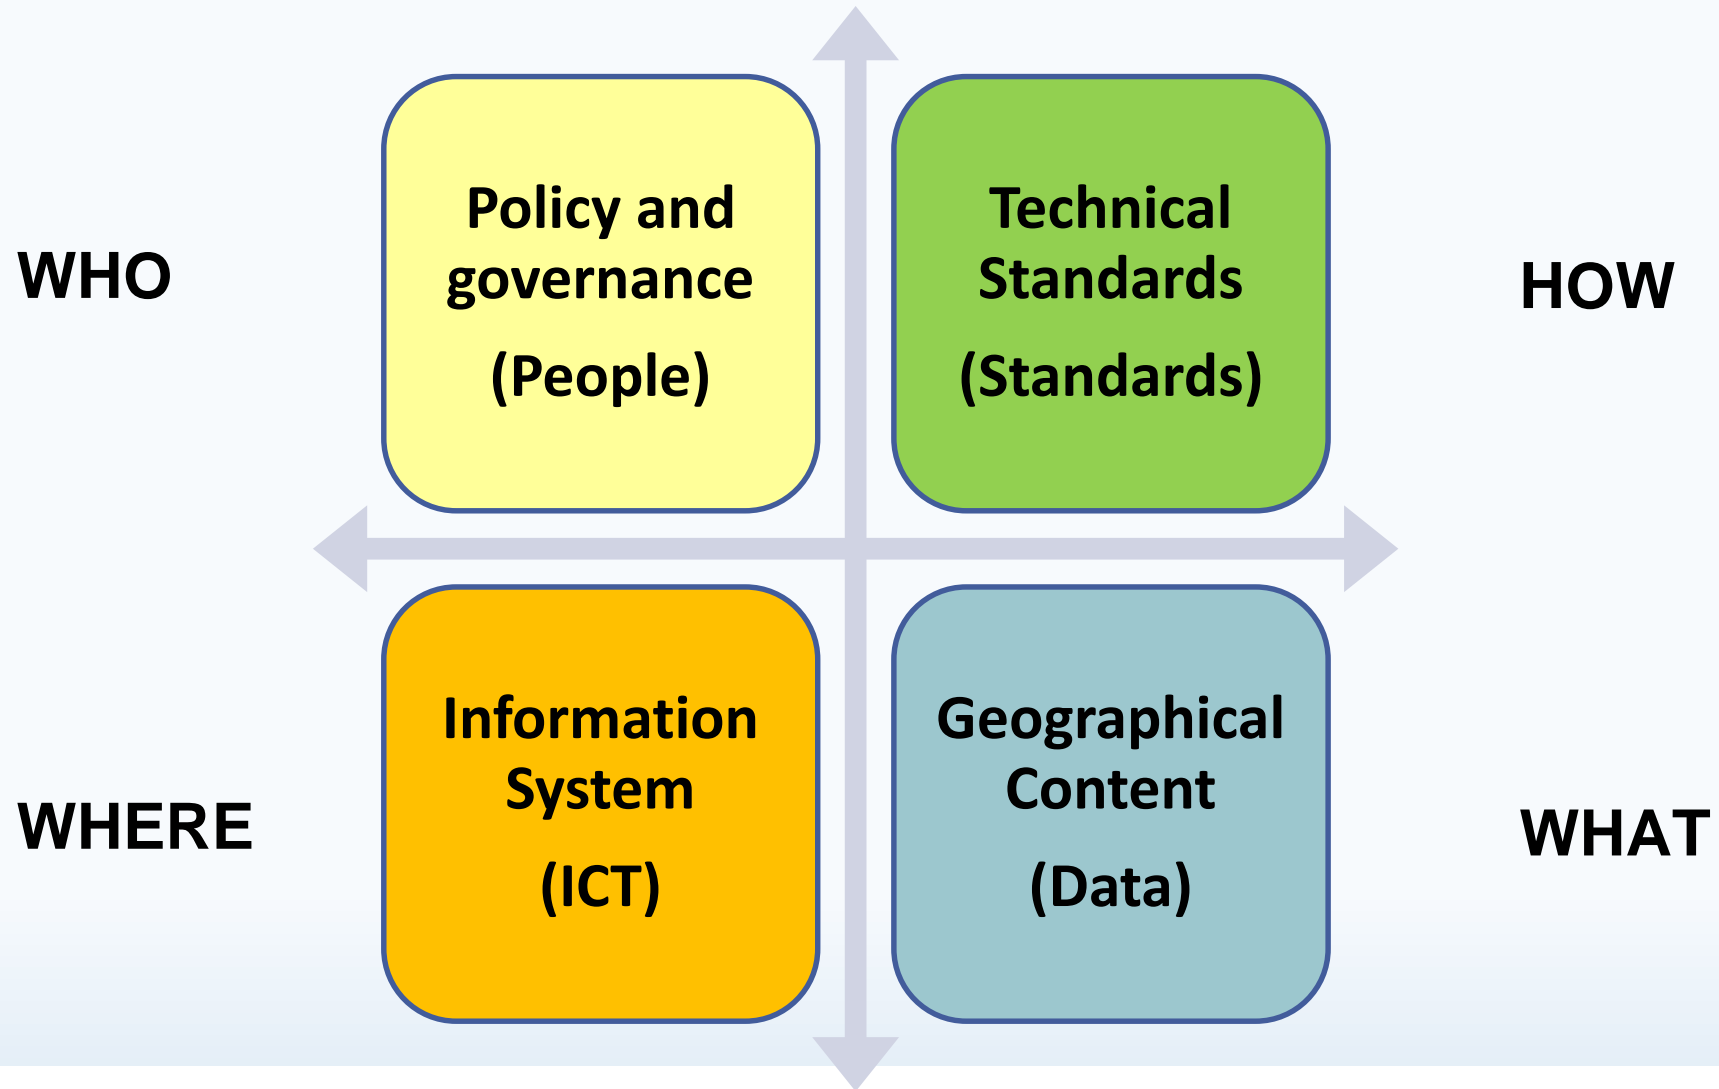 WHO
Policy and
governance
(People)
Technical
Standards
(Standards)
HOW
WHERE
Information
System
(ICT)
Geographical
Content
(Data)
WHAT